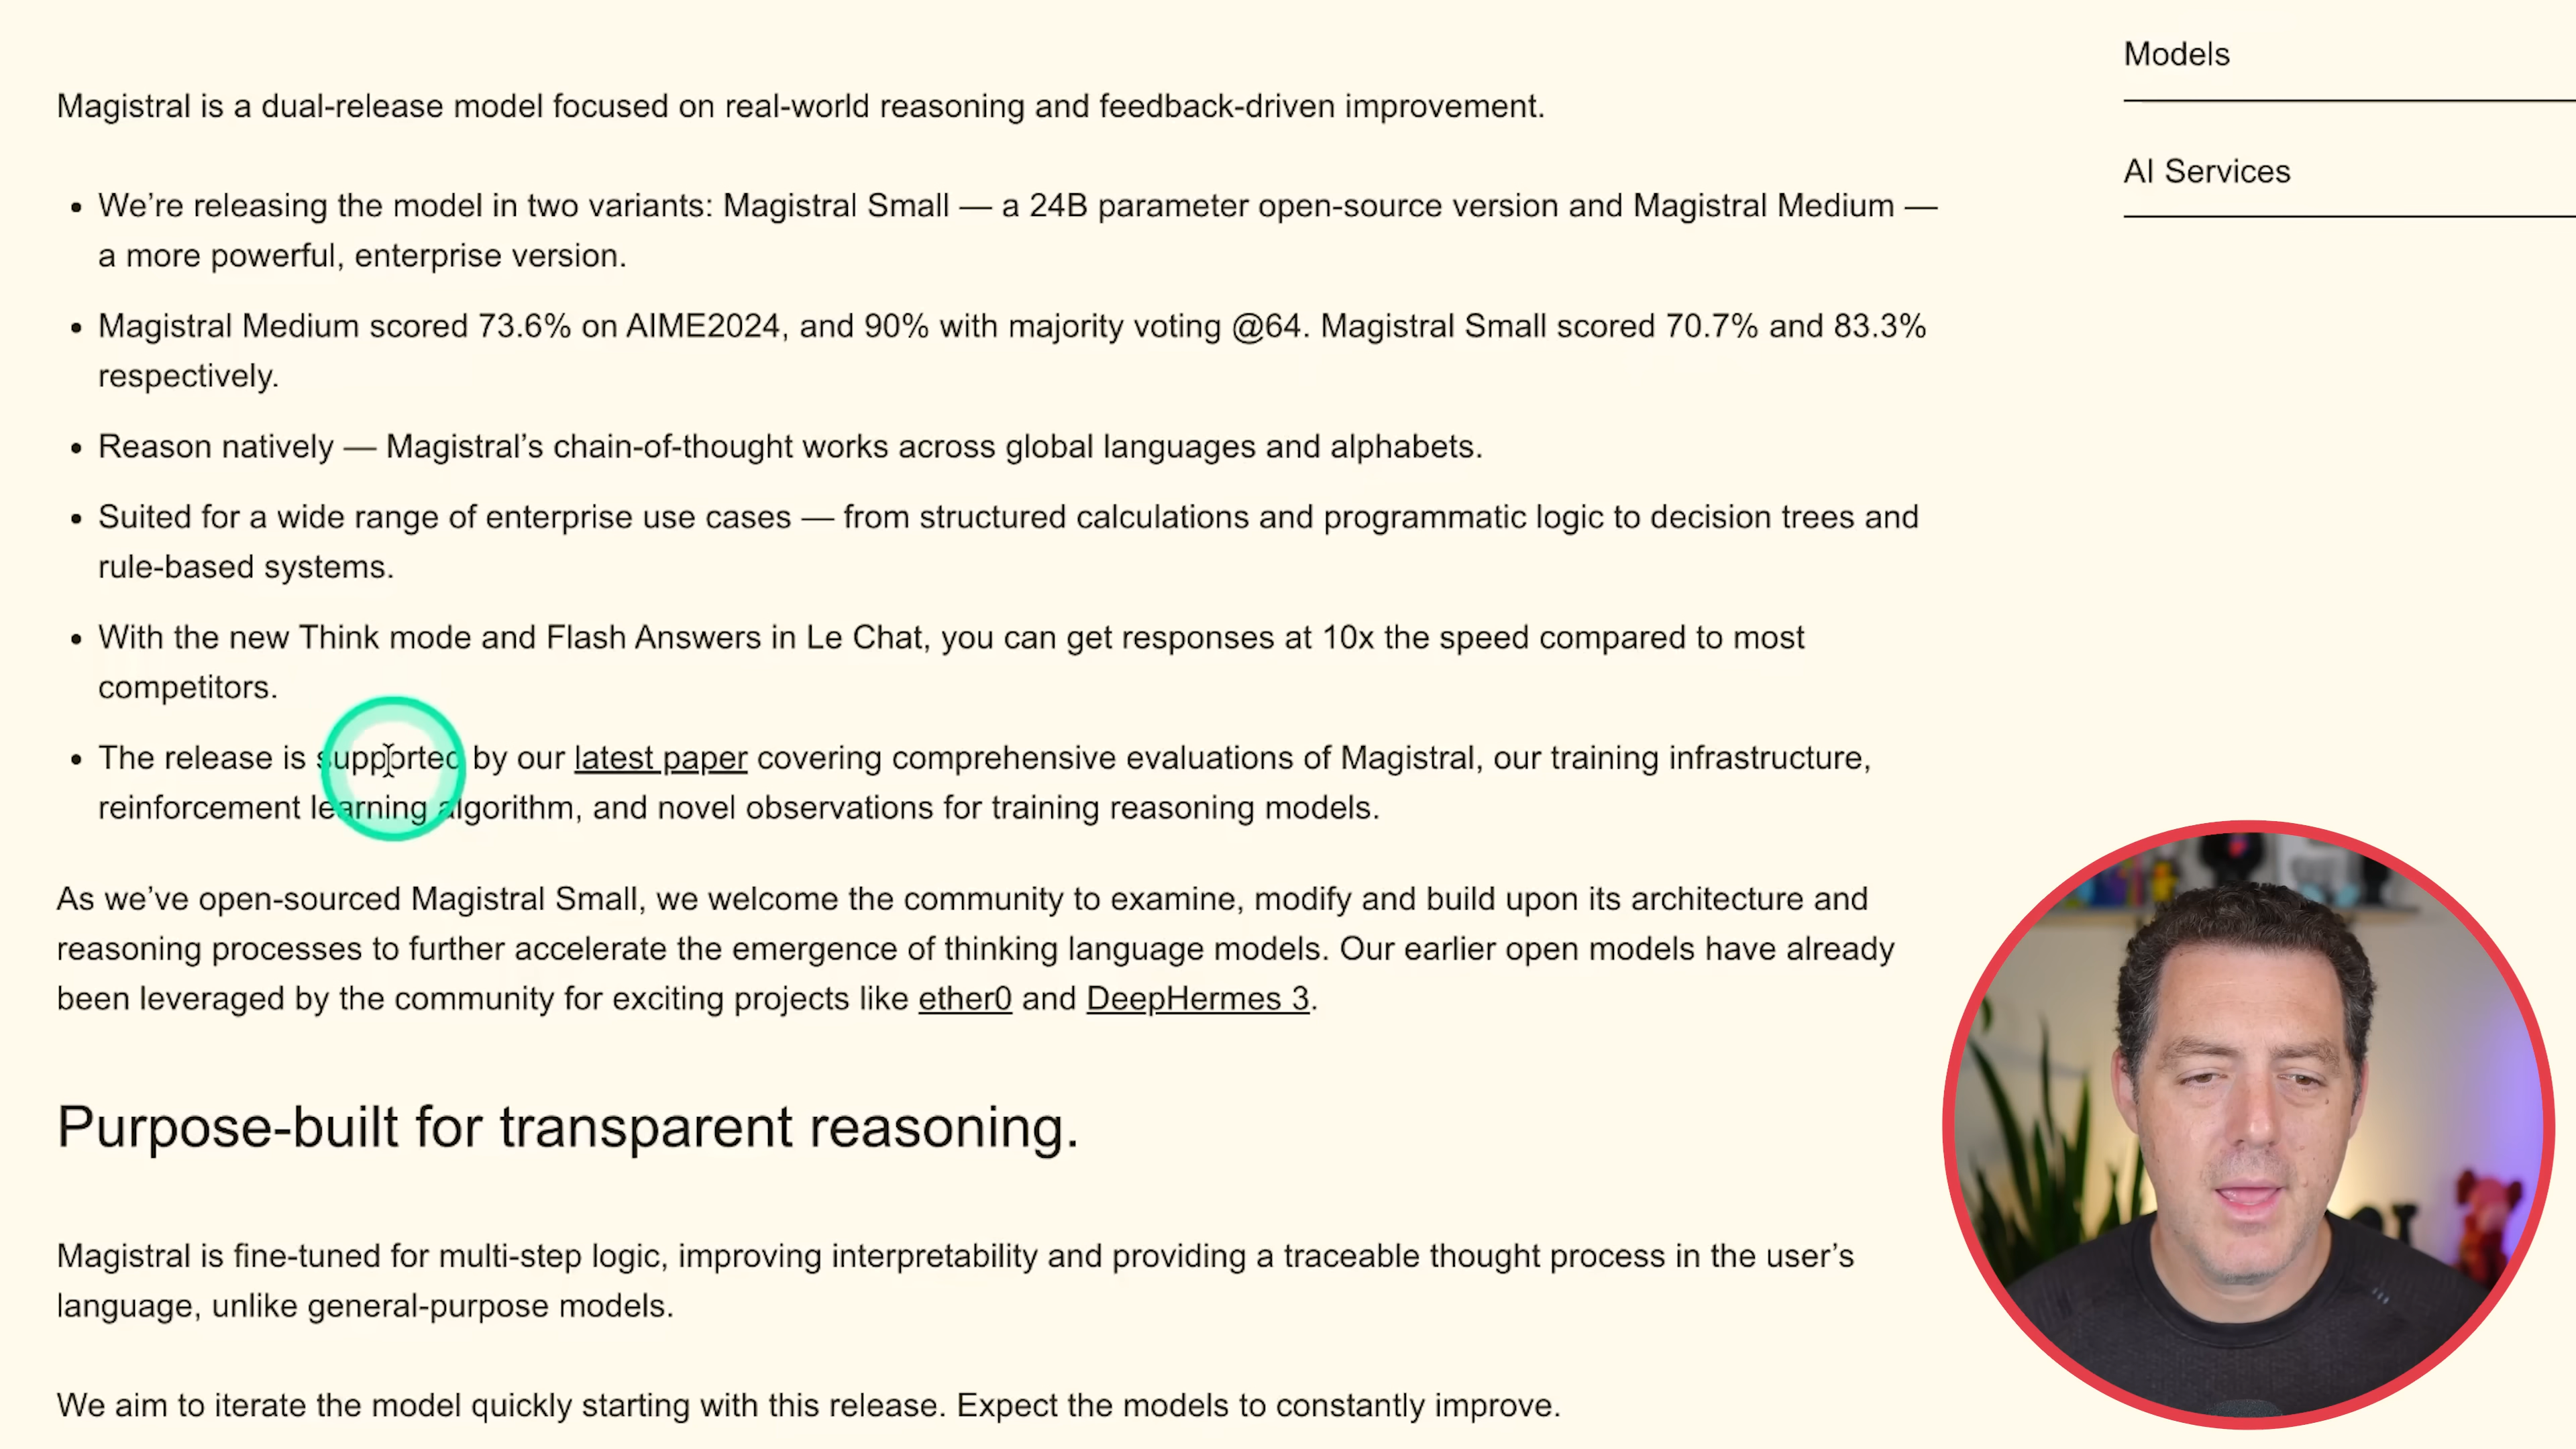 Models
AI Services
Magistral is a dual-release model focused on real-world reasoning and feedback-driven improvement.
• We’re releasing the model in two variants: Magistral Small — a 24B parameter open-source version and Magistral Medium —
a more powerful, enterprise version.
• Magistral Medium scored 73.6% on AIME2024, and 90% with majority voting @64. Magistral Small scored 70.7% and 83.3%
respectively.
• Reason natively — Magistral’s chain-of-thought works across global languages and alphabets.
• Suited for a wide range of enterprise use cases — from structured calculations and programmatic logic to decision trees and
rule-based systems.
• With the new Think mode and Flash Answers in Le Chat, you can get responses at 10x the speed compared to most
competitors.
• The release is supported by our latest paper covering comprehensive evaluations of Magistral, our training infrastructure,
reinforcement learning algorithm, and novel observations for training reasoning models.
As we’ve open-sourced Magistral Small, we welcome the community to examine, modify and build upon its architecture and
reasoning processes to further accelerate the emergence of thinking language models. Our earlier open models have already
been leveraged by the community for exciting projects like ether0 and DeepHermes 3.
Purpose-built for transparent reasoning.
Magistral is fine-tuned for multi-step logic, improving interpretability and providing a traceable thought process in the user’s
language, unlike general-purpose models.
We aim to iterate the model quickly starting with this release. Expect the models to constantly improve.